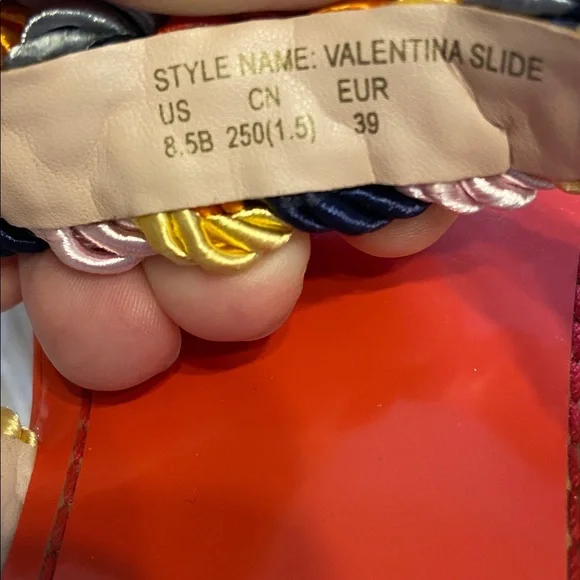 STYLE NAME: VALENTINA SLIDE
US CN EUR
8.5B 250(1.5) 39